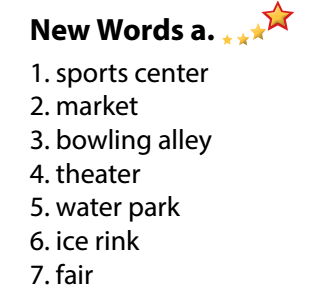 New Words a.
1. sports center
2. market
3. bowling alley
4. theater
5. water park
6. ice rink
7. fair